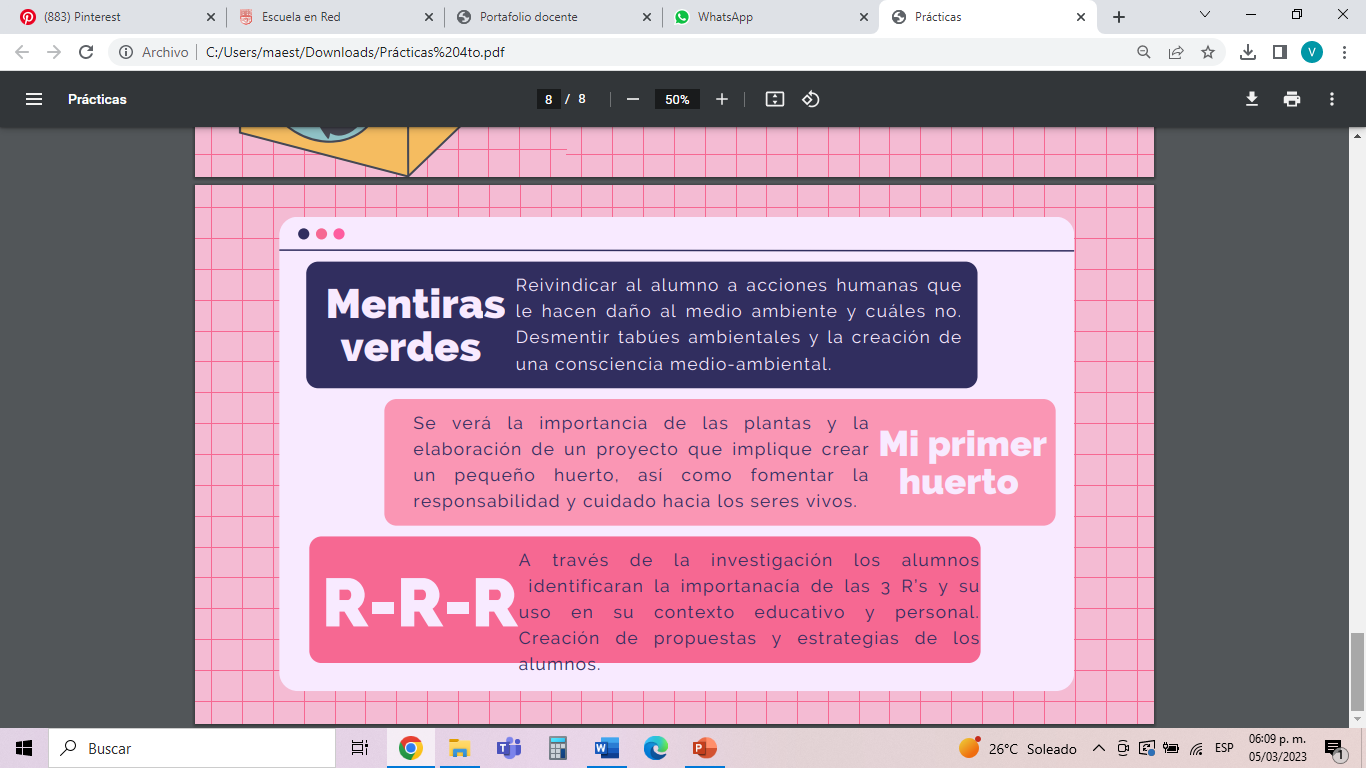 (883) Pinterest
Escuela en Red
Portafolio docente
WhatsApp
Prácticas
Archivo
C:/Users/maest/Downloads/Prácticas%204to.pdf
V
Prácticas
8 / 8
50%
Mentiras
verdes
Reivindicar al alumno a acciones humanas que
le hacen daño al medio ambiente y cuáles no.
Desmentir tabúes ambientales y la creación de
una consciencia medio-ambiental.
Se verá la importancia de las plantas y la
elaboración de un proyecto que implique crear
un pequeño huerto, así como fomentar la
responsabilidad y cuidado hacia los seres vivos.
Mi primer
huerto
R-R-R
A través de la investigación los alumnos
identificaran la importanacía de las 3 R's y su
uso en su contexto educativo y personal.
Creación de propuestas y estrategias de los
alumnos.
Buscar
26°C Soleado
ESP
06:09 p. m.
05/03/2023
1